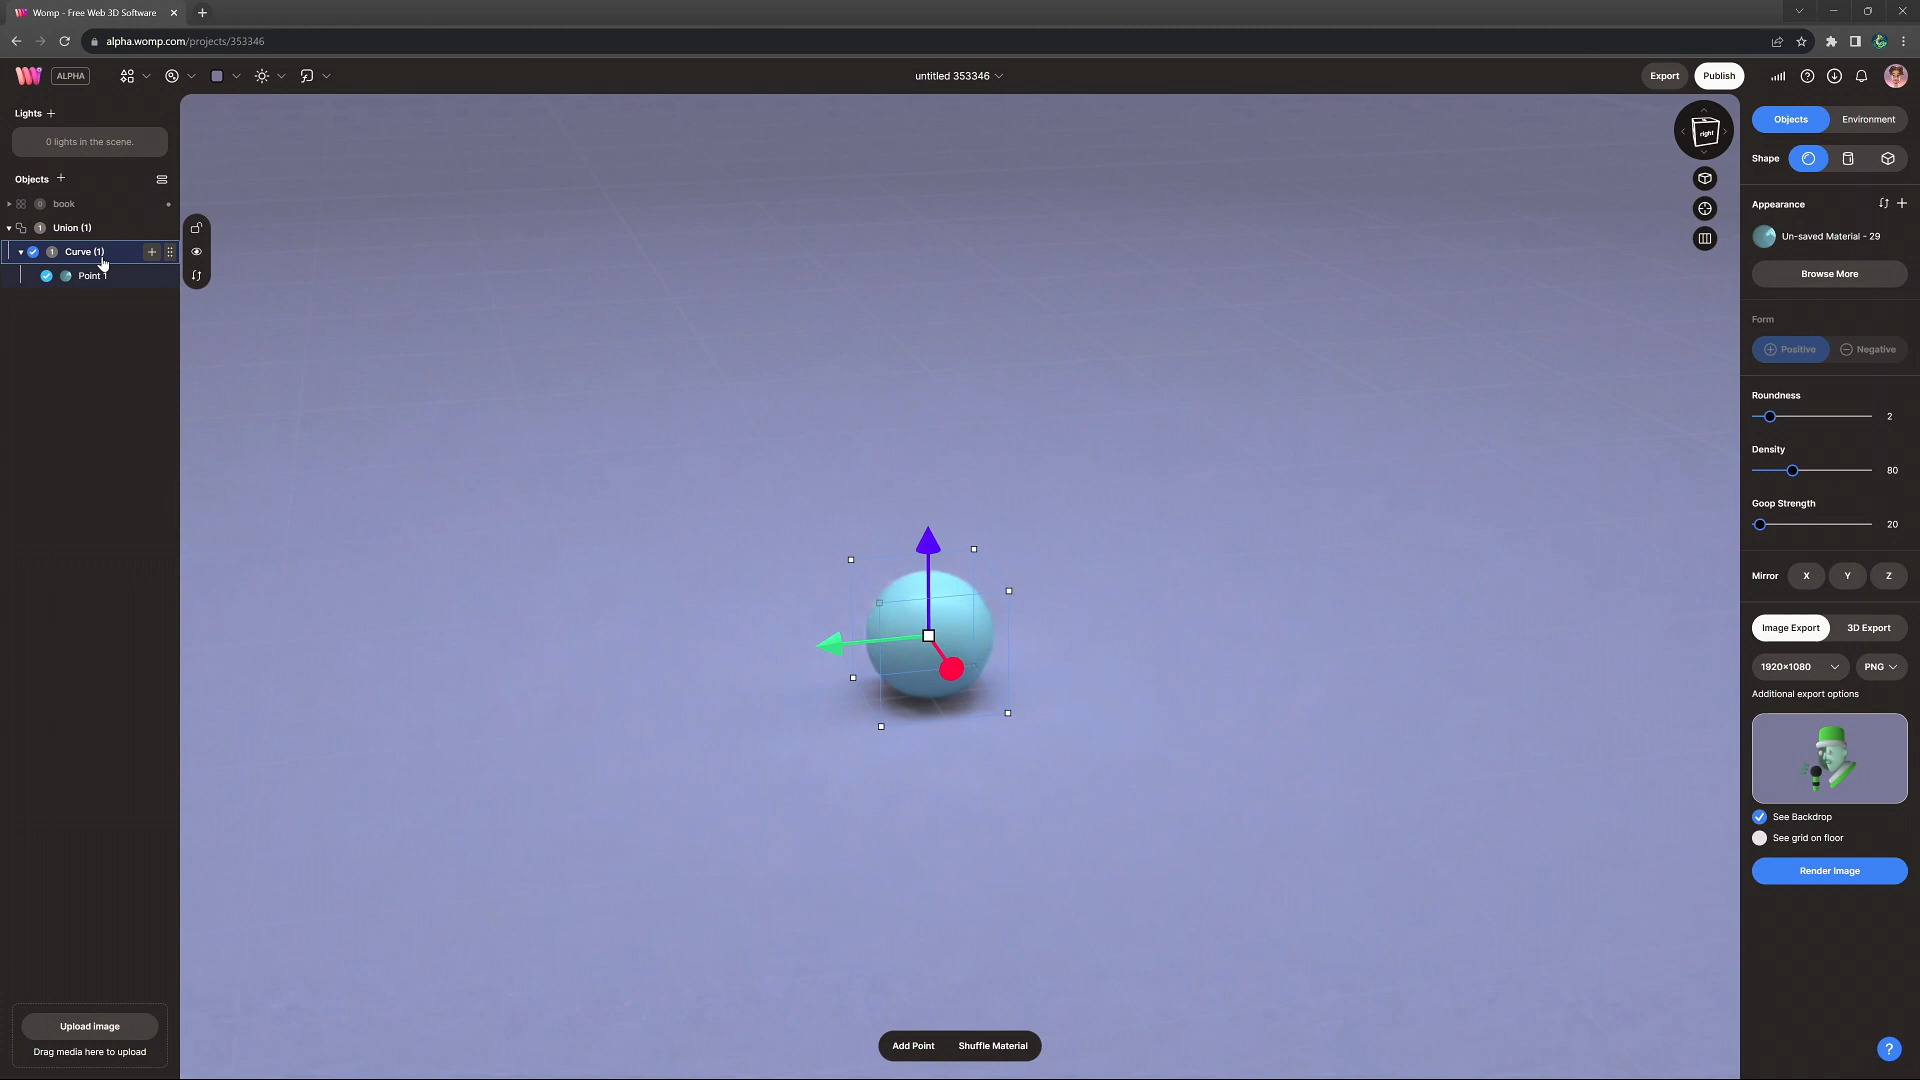 Womp - Free Web 3D Software
alpha.womp.com/projects/353346
ALPHA
untitled 353346
Export
Publish
Lights
0 lights in the scene.
Objects
0 book
1 Union (1)
1 Curve (1)
Point 1
right
Objects
Environment
Shape
Appearance
Un-saved Material - 29
Browse More
Form
Positive
Negative
Roundness
2
Density
80
Goop Strength
20
Mirror X Y Z
Image Export
3D Export
1920×1080
PNG
Additional export options
See Backdrop
See grid on floor
Render Image
Add Point
Shuffle Material
Upload image
Drag media here to upload
?